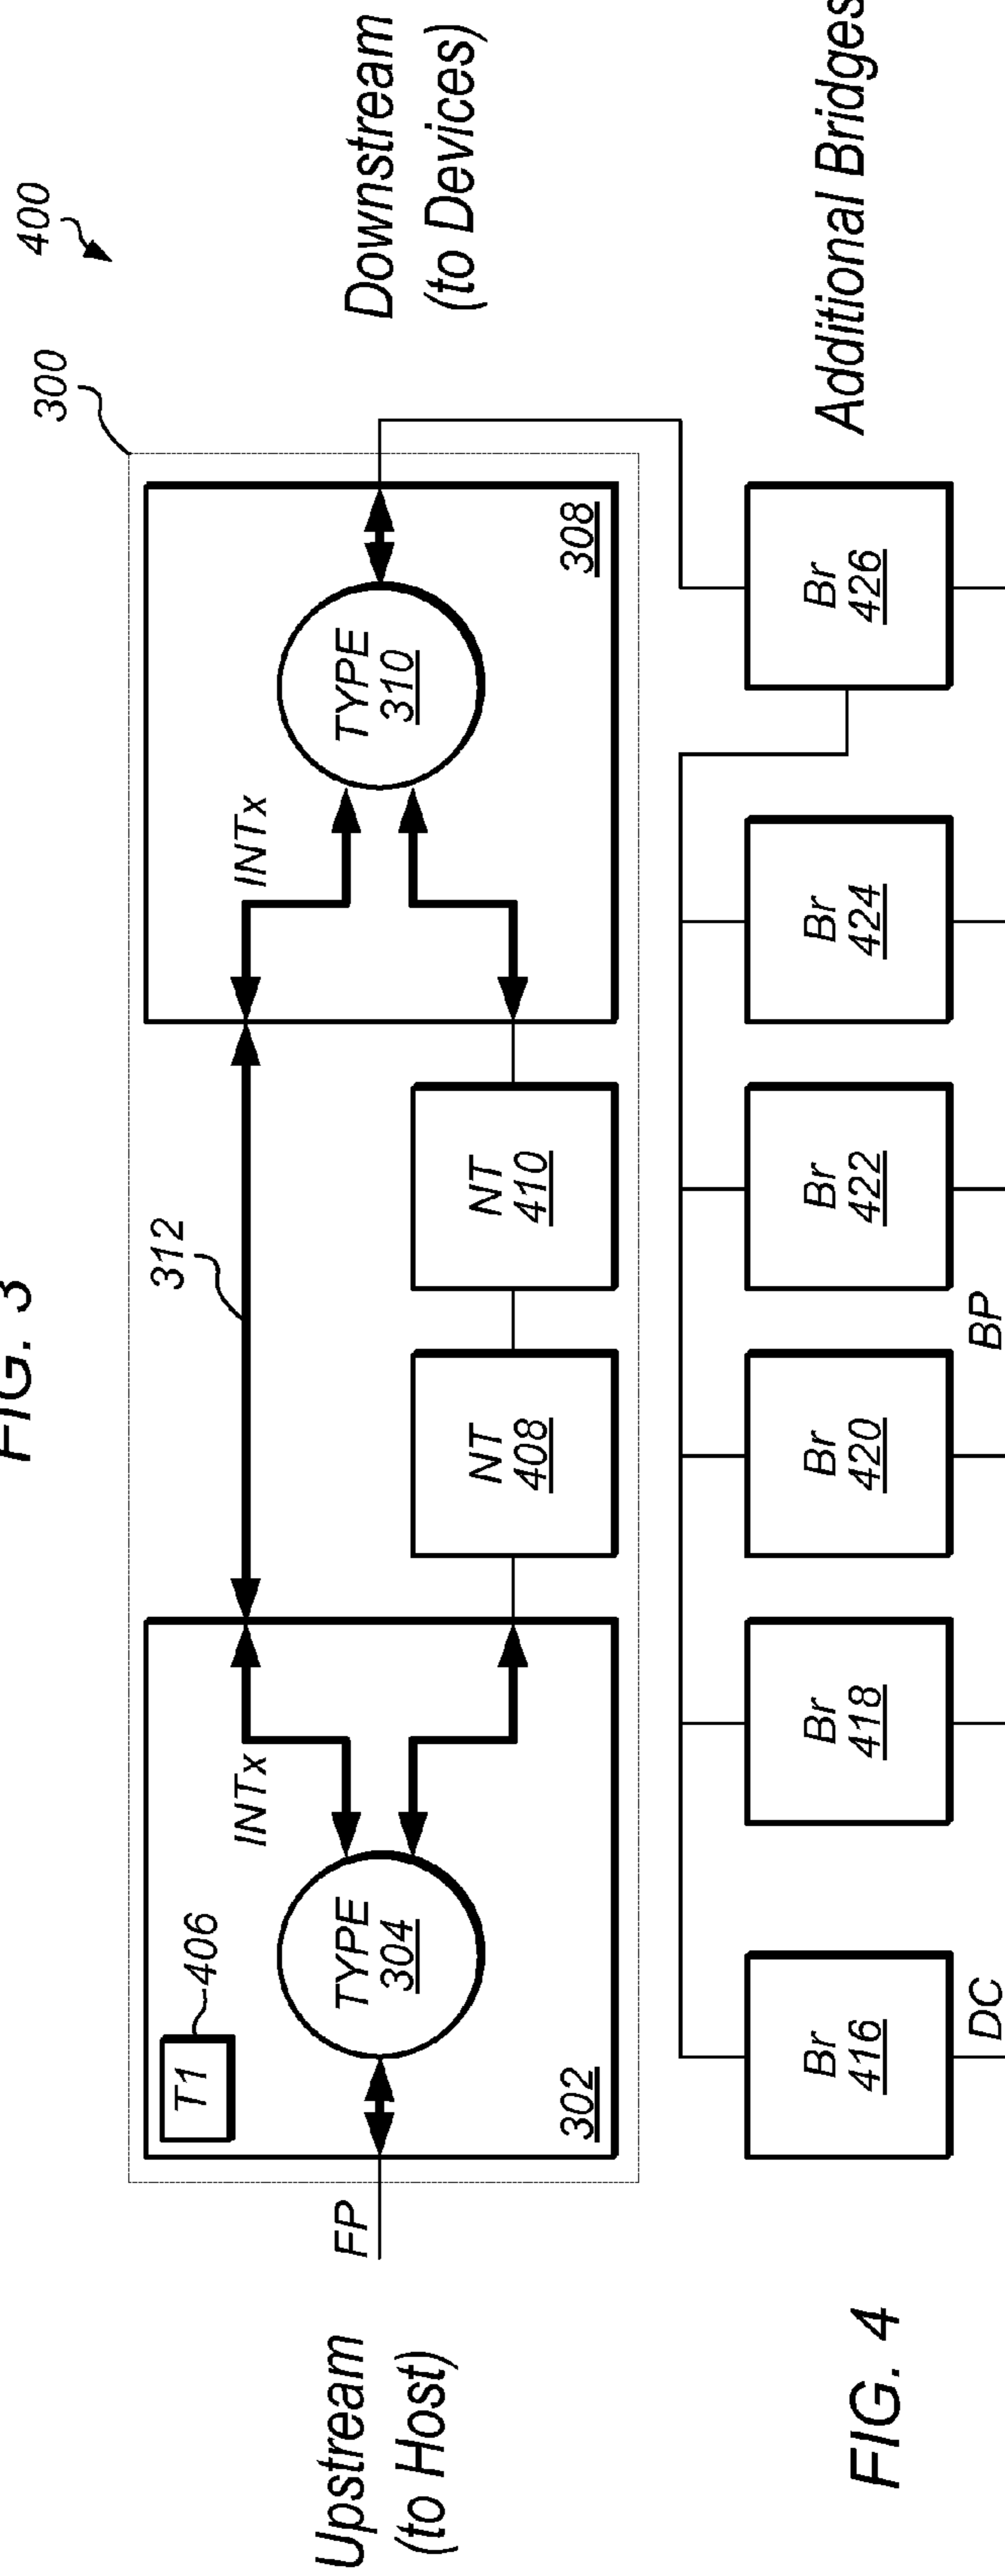 FIG. 3
400
300
312
T1
406
INTx
INTx
FP
TYPE
304
TYPE
310
302
308
NT
408
NT
410
Upstream
(to Host)
Downstream
(to Devices)
Br
416
Br
418
Br
420
Br
422
Br
424
Br
426
Additional Bridges
DC
BP
FIG. 4